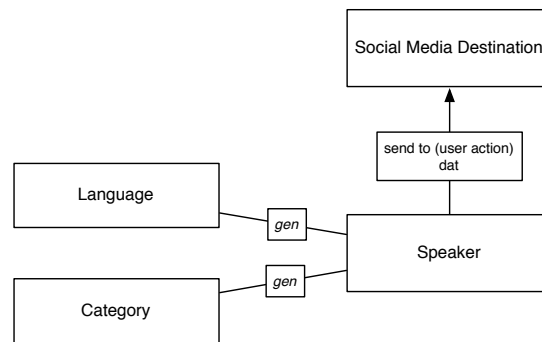 Social Media Destination
send to (user action)
dat
Language
gen
Speaker
gen
Category